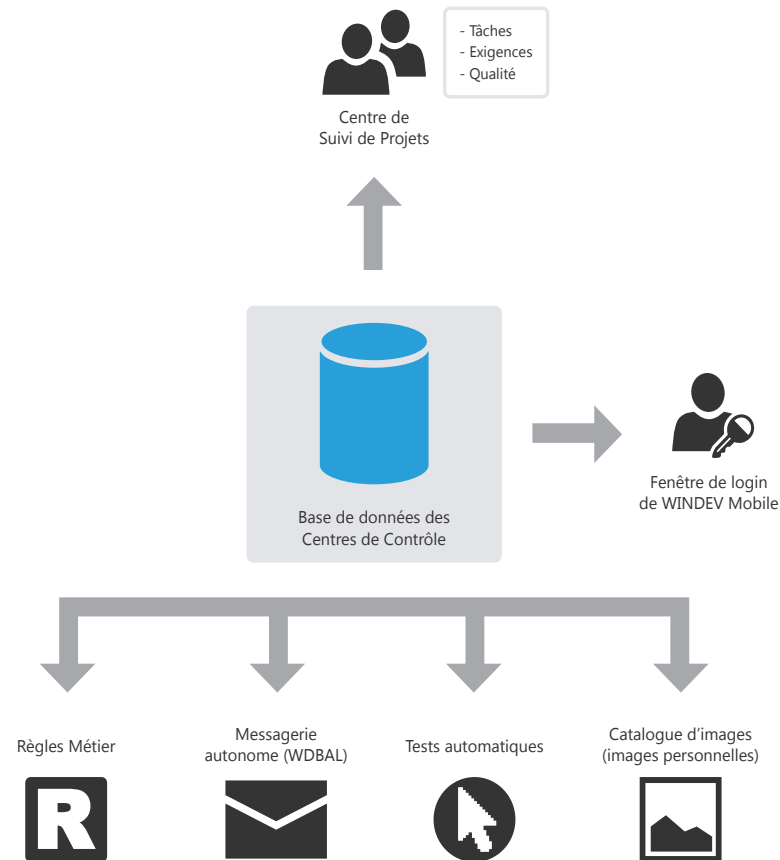 - Tâches
- Exigences
- Qualité
Centre de
Suivi de Projets
Base de données des
Centres de Contrôle
Fenêtre de login
de WINDEV Mobile
Règles Métier
Messagerie
autonome (WDBAL)
Tests automatiques
Catalogue d’images
(images personnelles)
R